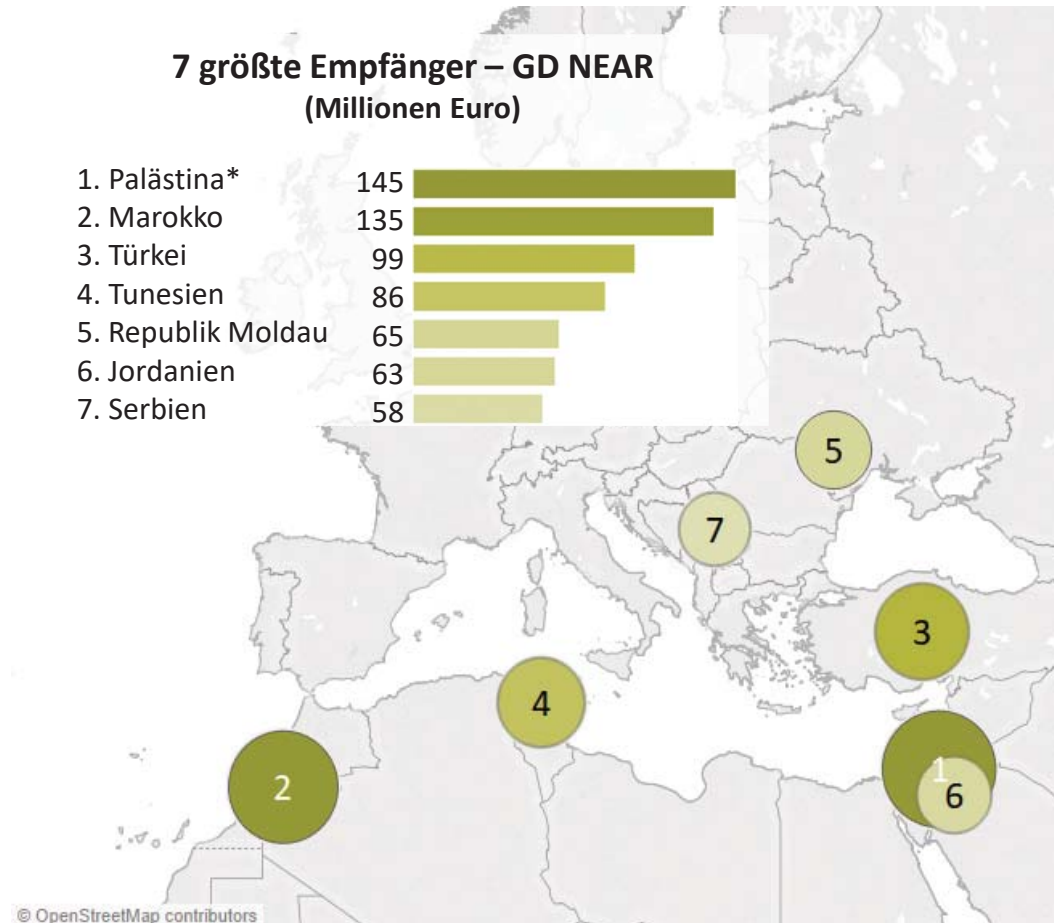 7 größte Empfänger – GD NEAR
(Millionen Euro)
1. Palästina* 145
2. Marokko 135
3. Türkei 99
4. Tunesien 86
5. Republik Moldau 65
6. Jordanien 63
7. Serbien 58
5
7
3
4
1
2
6
© OpenStreetMap contributors